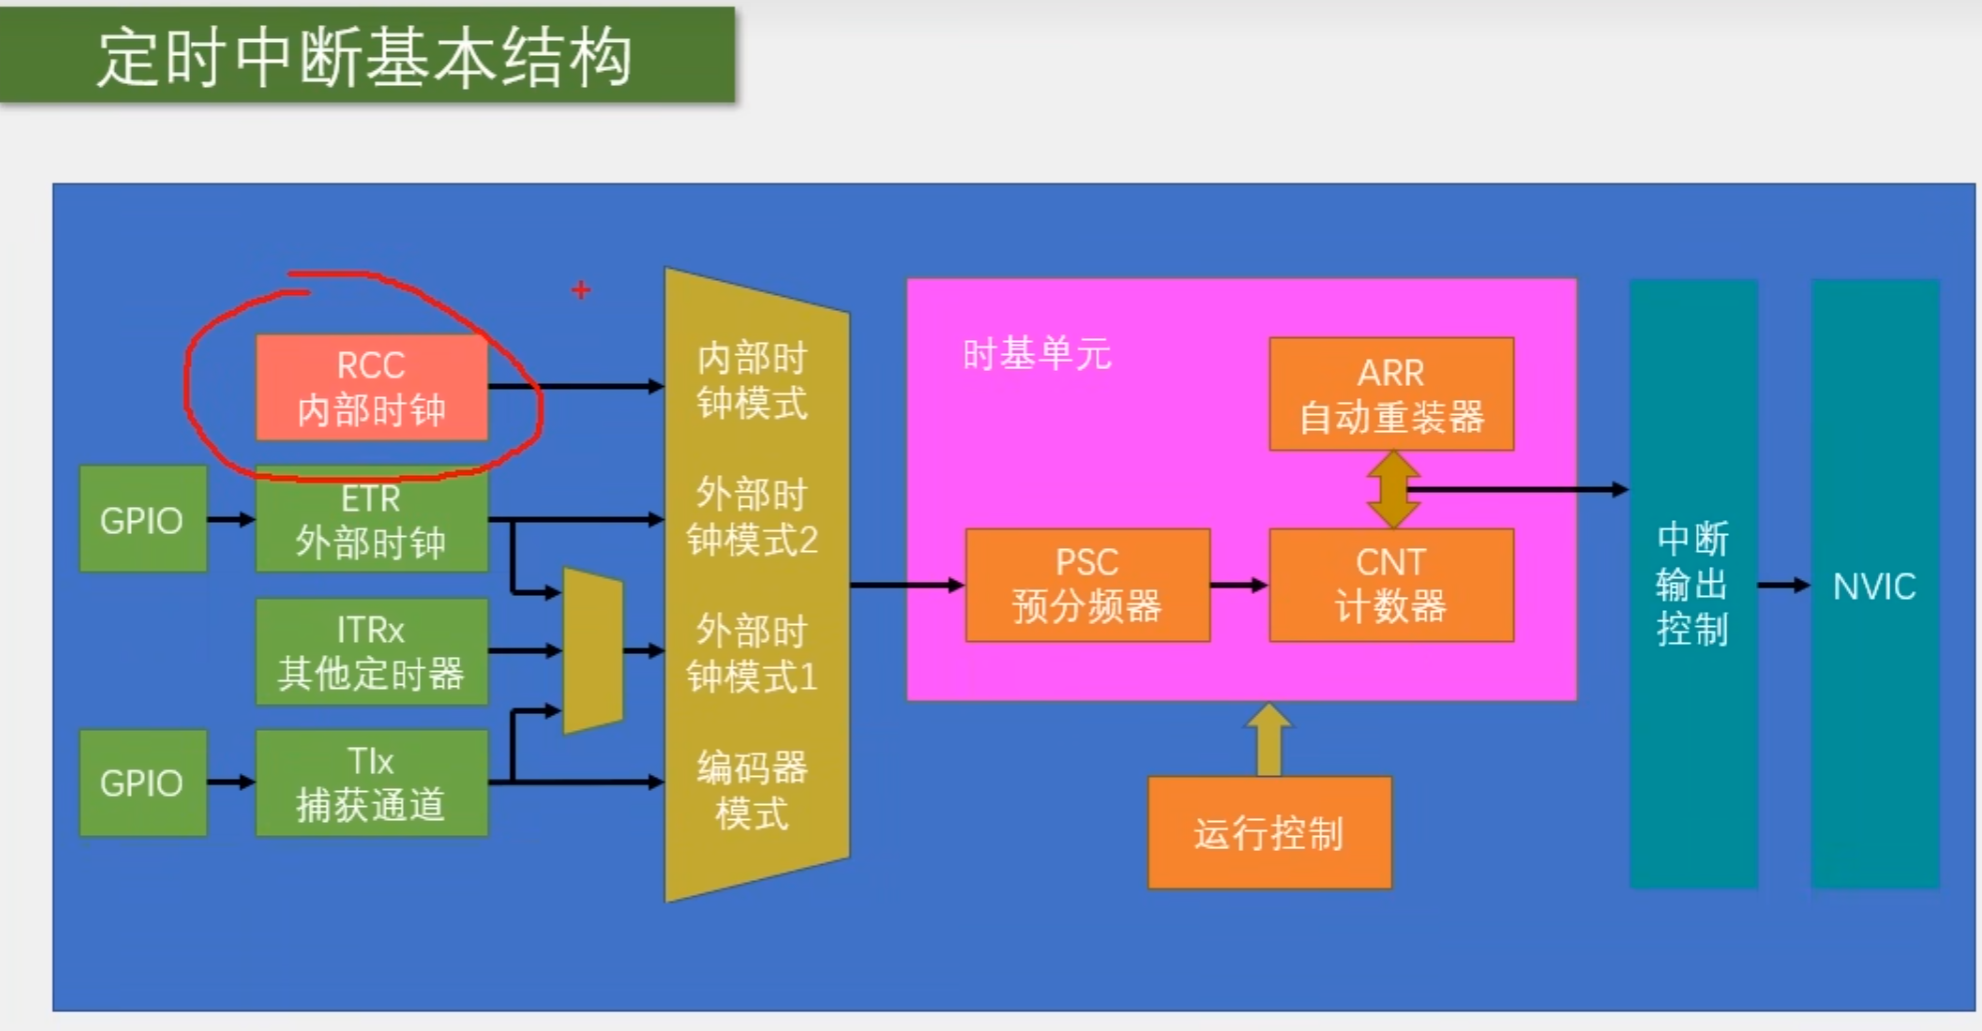 定时中断基本结构
RCC
内部时钟
GPIO
ETR
外部时钟
ITRx
其他定时器
GPIO
TIx
捕获通道
内部时
钟模式
外部时
钟模式2
外部时
钟模式1
编码器
模式
时基单元
ARR
自动重装器
PSC
预分频器
CNT
计数器
运行控制
中断
输出
控制
NVIC